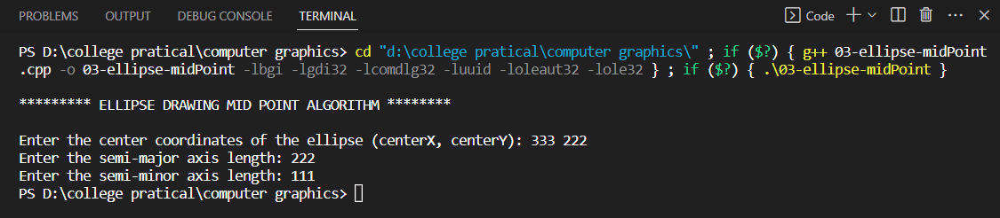 PROBLEMS OUTPUT DEBUG CONSOLE TERMINAL Code
PS D:\college pratical\computer graphics> cd "d:\college pratical\computer graphics\" ; if ($?) { g++ 03-ellipse-midPoint
.cpp -o 03-ellipse-midPoint -lbgi -lgdi32 -lcomdlg32 -luuid -loleaut32 -lole32 } ; if ($?) { .\03-ellipse-midPoint }
********* ELLIPSE DRAWING MID POINT ALGORITHM ********
Enter the center coordinates of the ellipse (centerX, centerY): 333 222
Enter the semi-major axis length: 222
Enter the semi-minor axis length: 111
PS D:\college pratical\computer graphics>